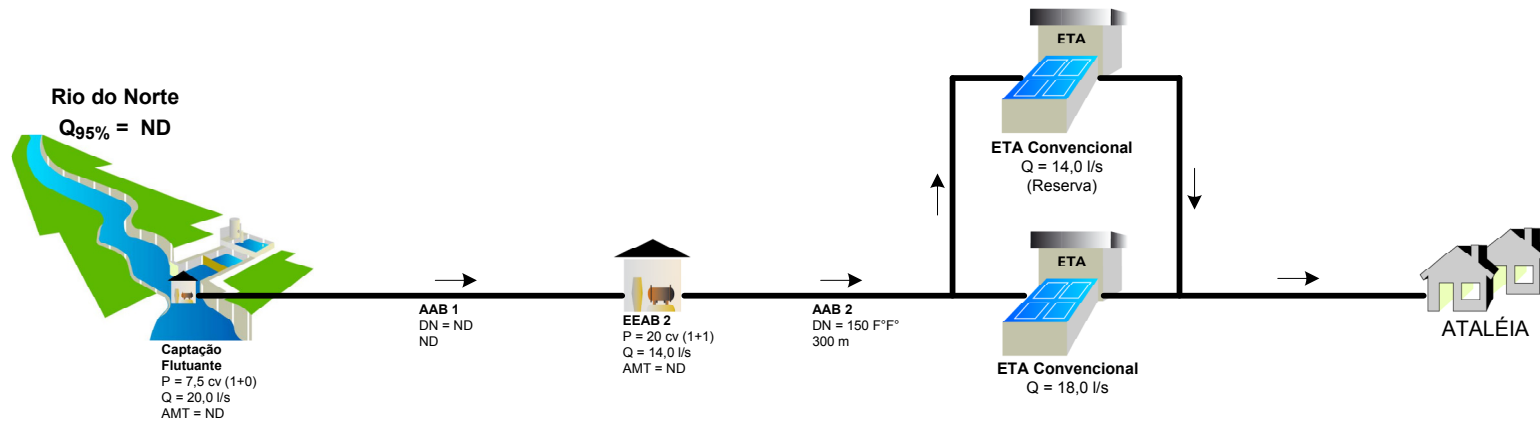 Rio do Norte
Q95% = ND
Captação
Flutuante
P = 7,5 cv (1+0)
Q = 20,0 l/s
AMT = ND
AAB 1
DN = ND
ND
EEAB 2
P = 20 cv (1+1)
Q = 14,0 l/s
AMT = ND
AAB 2
DN = 150 F°F°
300 m
ETA
ETA Convencional
Q = 14,0 l/s
(Reserva)
ETA
ETA Convencional
Q = 18,0 l/s
ATALÉIA